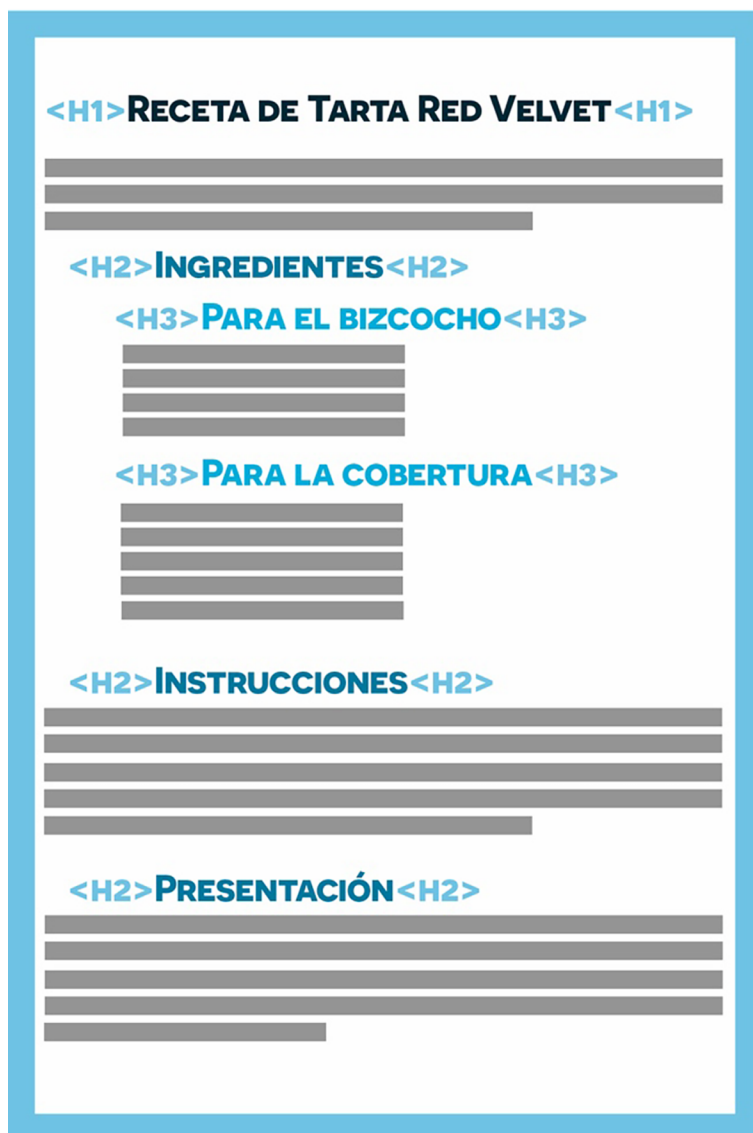 <H1>Receta de Tarta Red Velvet<H1>
<H2>Ingredientes<H2>
<H3>Para el bizcocho<H3>
<H3>Para la cobertura<H3>
<H2>Instrucciones<H2>
<H2>Presentación<H2>